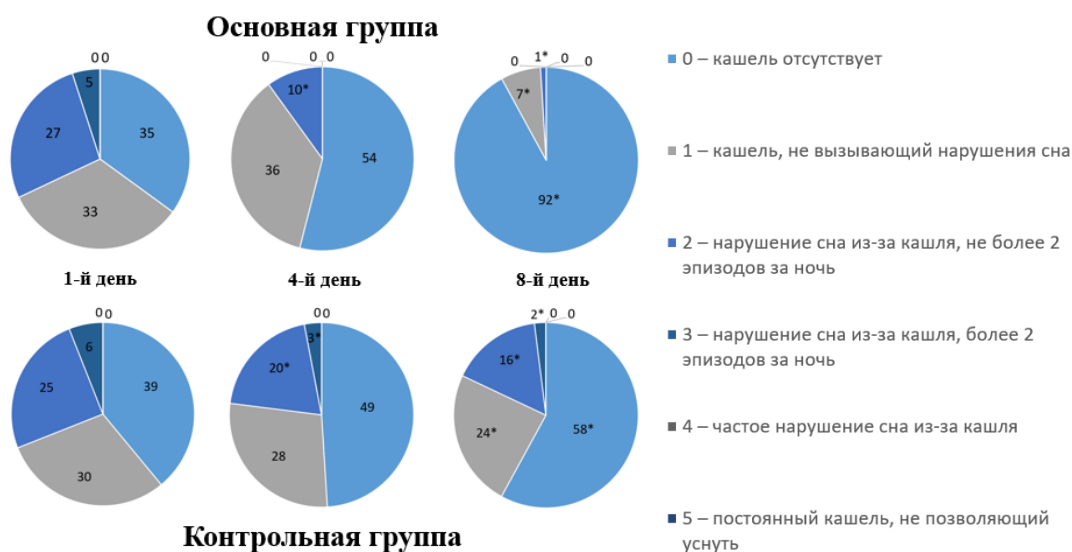 Основная группа
0 0
5
35
27
33
1-й день
0 0 0
10*
54
36
4-й день
0 1* 0 0
7*
92*
8-й день
0 0
6
39
25
30
0 0
3*
20*
49
28
2* 0 0
16*
24*
58*
Контрольная группа
0 – кашель отсутствует
1 – кашель, не вызывающий нарушения сна
2 – нарушение сна из-за кашля, не более 2
эпизодов за ночь
3 – нарушение сна из-за кашля, более 2
эпизодов за ночь
4 – частое нарушение сна из-за кашля
5 – постоянный кашель, не позволяющий
уснуть